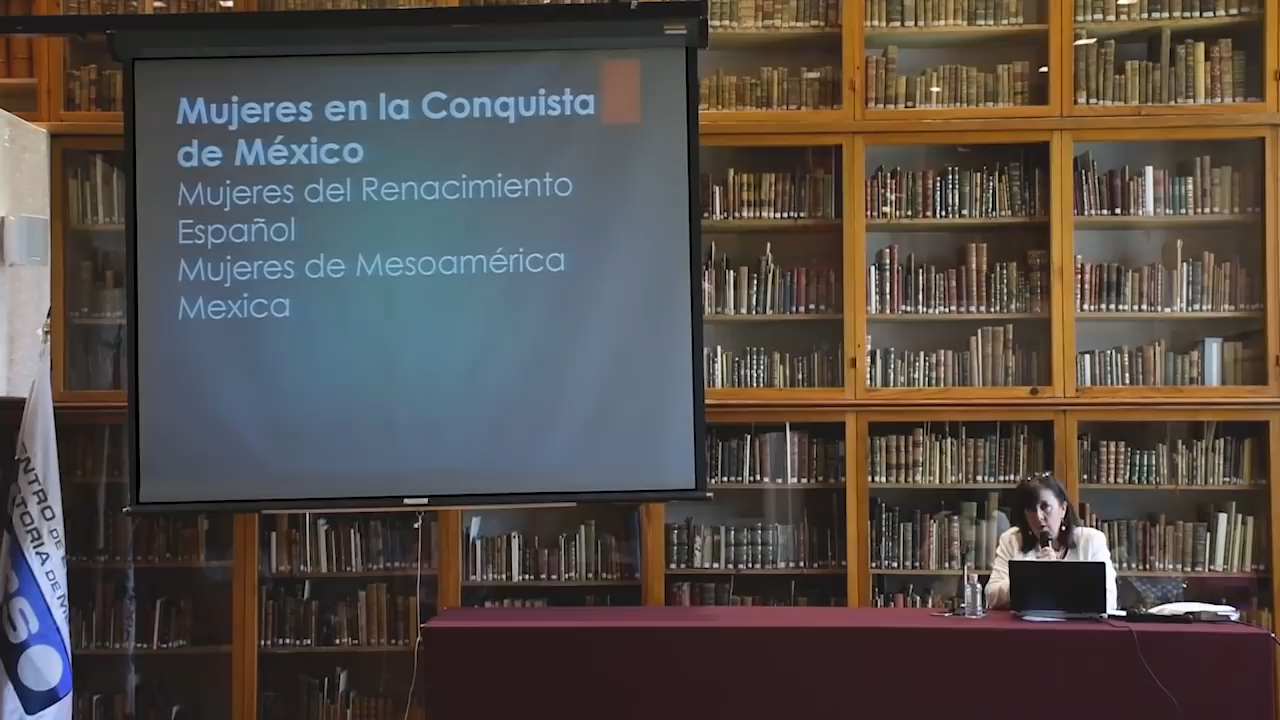 Mujeres en la Conquista
de México
Mujeres del Renacimiento
Español
Mujeres de Mesoamérica
Mexica